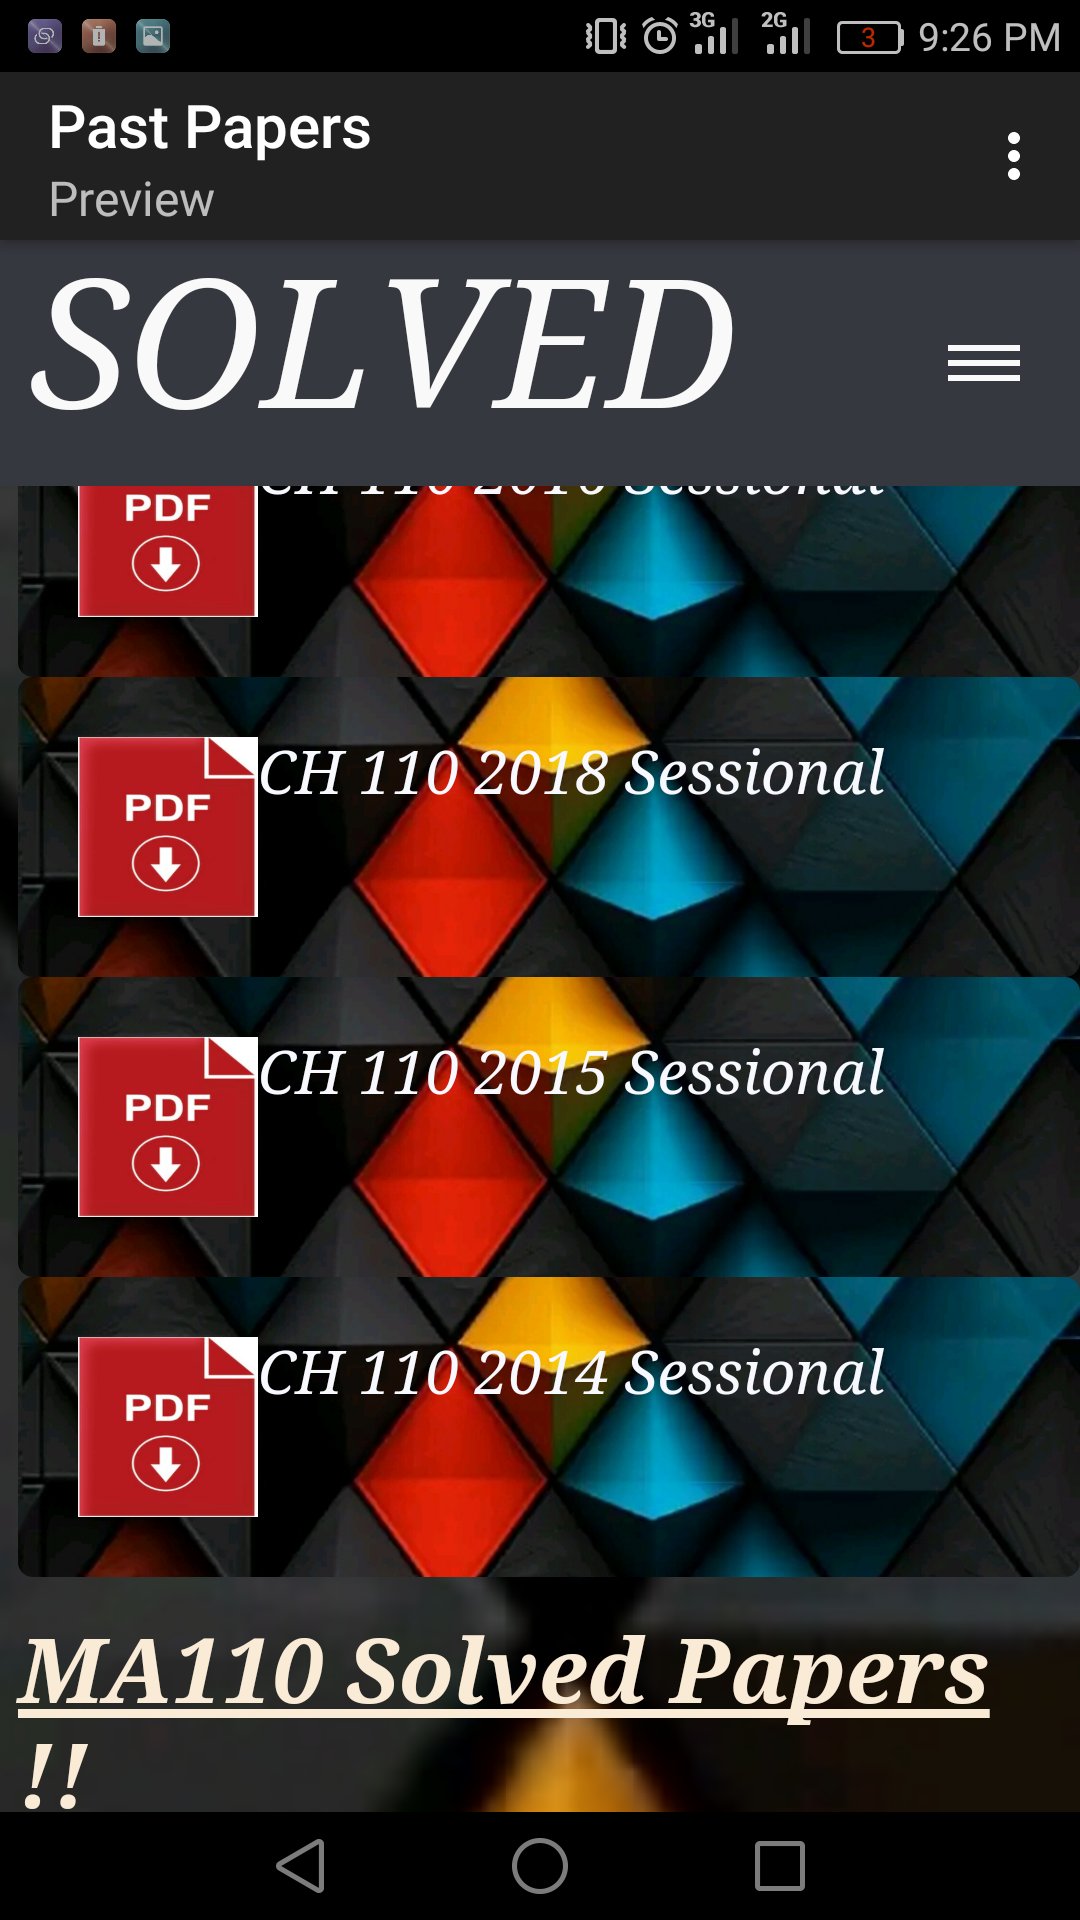 3G 2G 3 9:26 PM
Past Papers
Preview
SOLVED
PDF
CH 110 2018 Sessional
PDF
CH 110 2015 Sessional
PDF
CH 110 2014 Sessional
PDF
MA110 Solved Papers
!!